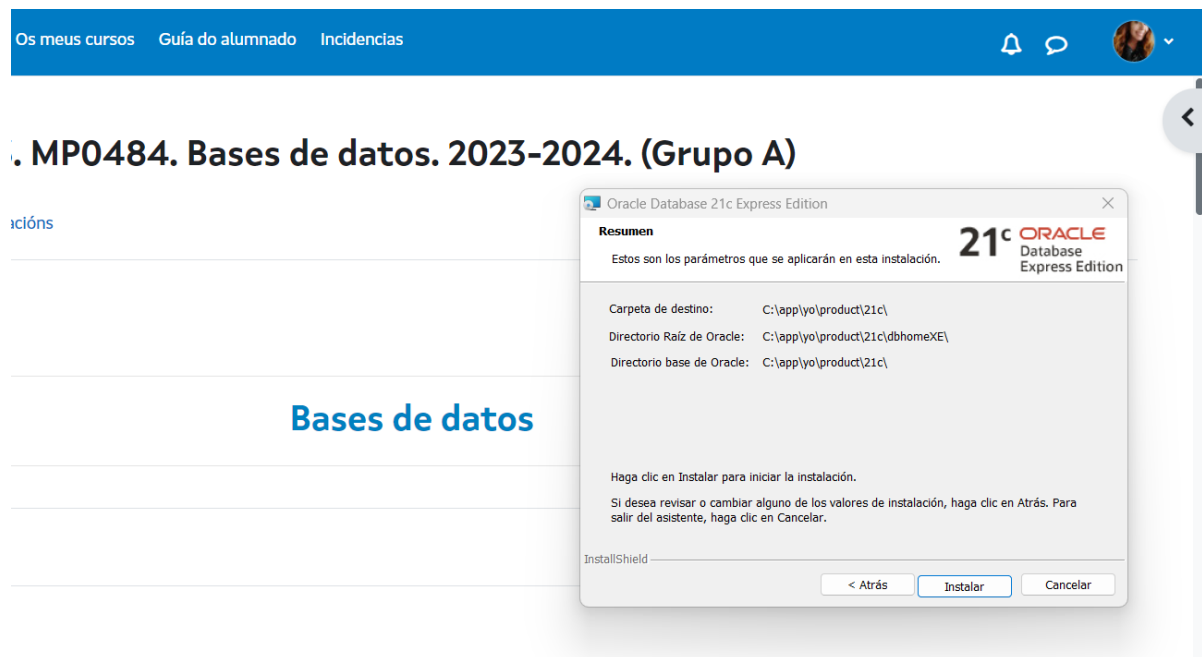 Os meus cursos Guía do alumnado Incidencias
. MP0484. Bases de datos. 2023-2024. (Grupo A)
acións
Bases de datos
Oracle Database 21c Express Edition
Resumen
Estos son los parámetros que se aplicarán en esta instalación.
21c ORACLE
Database
Express Edition
Carpeta de destino: C:\app\yo\product\21c\
Directorio Raíz de Oracle: C:\app\yo\product\21c\dbhomeXE\
Directorio base de Oracle: C:\app\yo\product\21c\
Haga clic en Instalar para iniciar la instalación.
Si desea revisar o cambiar alguno de los valores de instalación, haga clic en Atrás. Para
salir del asistente, haga clic en Cancelar.
InstallShield
< Atrás Instalar Cancelar